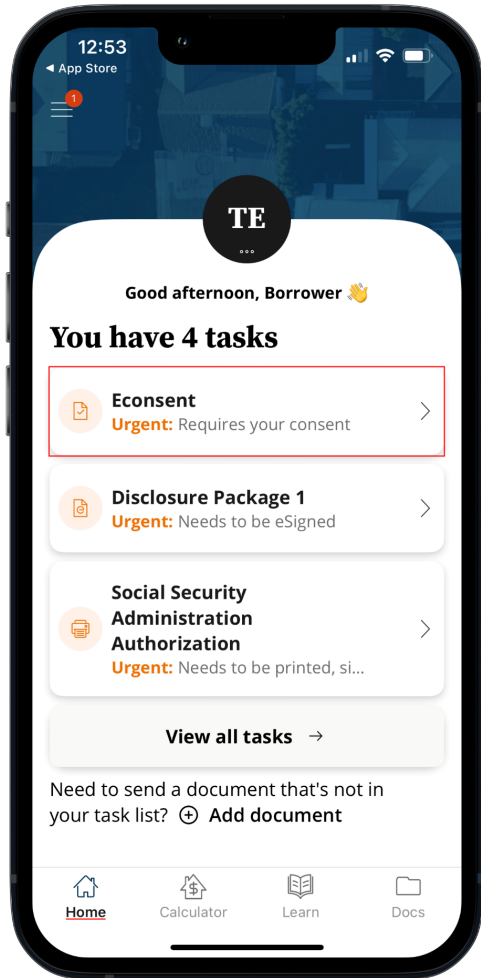 12:53
◀ App Store
1
TE
Good afternoon, Borrower 👋
You have 4 tasks
Econsent
Urgent: Requires your consent
Disclosure Package 1
Urgent: Needs to be eSigned
Social Security
Administration
Authorization
Urgent: Needs to be printed, si...
View all tasks →
Need to send a document that's not in
your task list? ⊕ Add document
Home Calculator Learn Docs